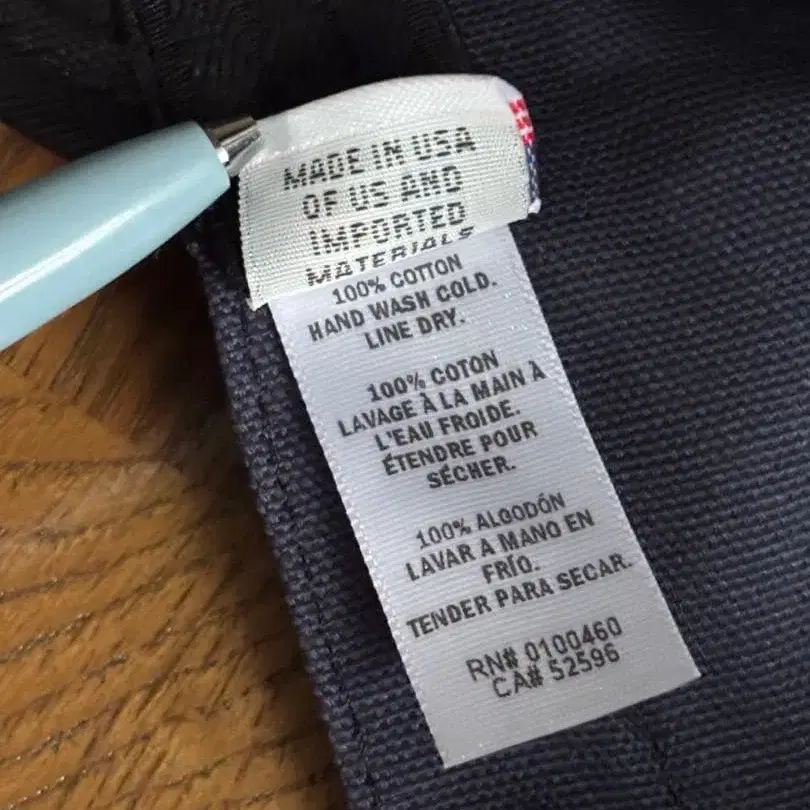 MADE IN USA
OF US AND
IMPORTED
MATERIALS
100% COTTON
HAND WASH COLD.
LINE DRY.
100% COTON
LAVAGE À LA MAIN À
L'EAU FROIDE.
ÉTENDRE POUR
SÉCHER.
100% ALGODÓN
LAVAR A MANO EN
FRÍO.
TENDER PARA SECAR.
RN# 0100460
CA# 52596